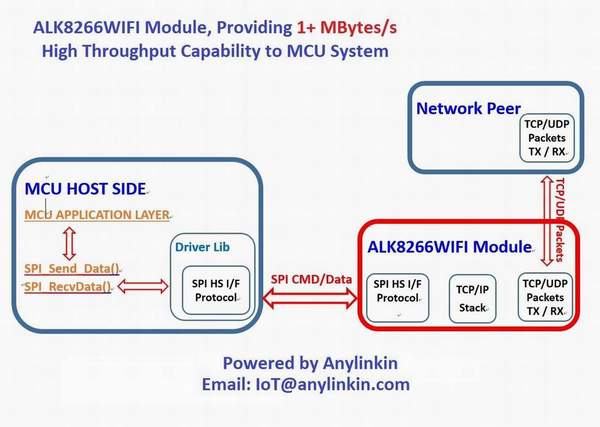 ALK8266WIFI Module, Providing 1+ MBytes/s
High Throughput Capability to MCU System
Network Peer
TCP/UDP
Packets
TX / RX
TCP/UDP Packets
MCU HOST SIDE
MCU APPLICATION LAYER
Driver Lib
SPI_Send_Data()
SPI_RecvData()
SPI HS I/F
Protocol
SPI CMD/Data
ALK8266WIFI Module
SPI HS I/F
Protocol
TCP/IP
Stack
TCP/UDP
Packets
TX / RX
Powered by Anylinkin
Email: IoT@anylinkin.com